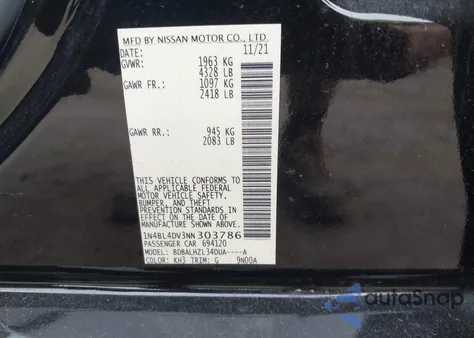 MFD BY NISSAN MOTOR CO., LTD.
DATE: 11/21
GVWR: 1963 KG
4328 LB
GAWR FR.: 1097 KG
2418 LB
GAWR RR.: 945 KG
2083 LB
THIS VEHICLE CONFORMS TO
ALL APPLICABLE FEDERAL
MOTOR VEHICLE SAFETY,
BUMPER, AND THEFT
PREVENTION STANDARDS IN
EFFECT ON THE DATE OF
MANUFACTURE SHOWN ABOVE.
1N4BL4DV3NN303786
PASSENGER CAR 694120
MODEL: BDBALHZL34DUA----A
COLOR: KH3 TRIM: G 9N00A
autaSnap